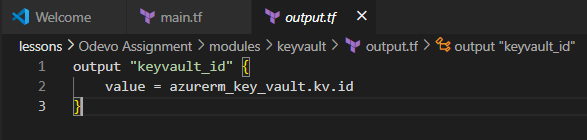 Welcome main.tf output.tf
lessons > Odevo Assignment > modules > keyvault > output.tf > output "keyvault_id"
1 output "keyvault_id" {
2 value = azurerm_key_vault.kv.id
3 }